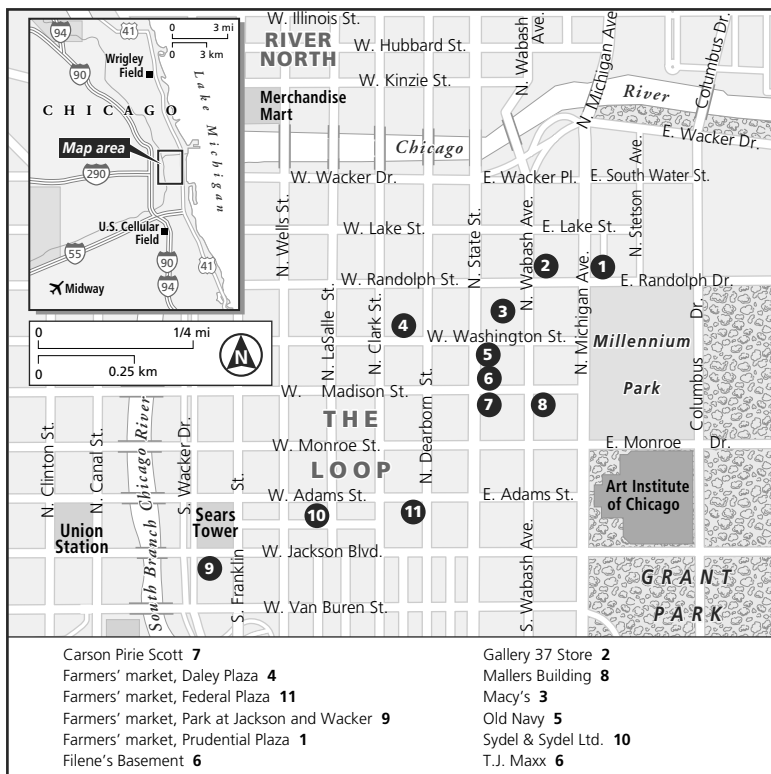 W. Illinois St.
RIVER
NORTH
W. Hubbard St.
W. Kinzie St.
Merchandise
Mart
N. Wabash
Ave.
N. Michigan Ave.
Columbus Dr.
River
Chicago
E. Wacker Dr.
W. Wacker Dr.
E. Wacker Pl.
E. South Water St.
N. Wells St.
W. Lake St.
N. State St.
N. Wabash Ave.
E. Lake St.
N. Stetson Ave.
N. Michigan Ave.
W. Randolph St.
E. Randolph Dr.
2
1
3
4
N. LaSalle St.
N. Clark St.
W. Washington St.
5
6
7
8
Millennium
Park
Columbus Dr.
W. Madison St.
THE
LOOP
N. Dearborn St.
W. Monroe St.
E. Monroe Dr.
N. Clinton St.
N. Canal St.
South Branch Chicago River
S. Wacker Dr.
W. Adams St.
E. Adams St.
Art Institute
of Chicago
10
11
Union
Station
Sears
Tower
9
S. Franklin St.
W. Jackson Blvd.
S. Wabash Ave.
W. Van Buren St.
GRANT
PARK
94
41
0 3 mi
0 3 km
Wrigley
Field
90
CHICAGO
Lake Michigan
Map area
290
U.S. Cellular
Field
55
90
94
41
Midway
0 1/4 mi
0 0.25 km
N
Carson Pirie Scott 7
Farmers' market, Daley Plaza 4
Farmers' market, Federal Plaza 11
Farmers' market, Park at Jackson and Wacker 9
Farmers' market, Prudential Plaza 1
Filene's Basement 6
Gallery 37 Store 2
Mallers Building 8
Macy's 3
Old Navy 5
Sydel & Sydel Ltd. 10
T.J. Maxx 6